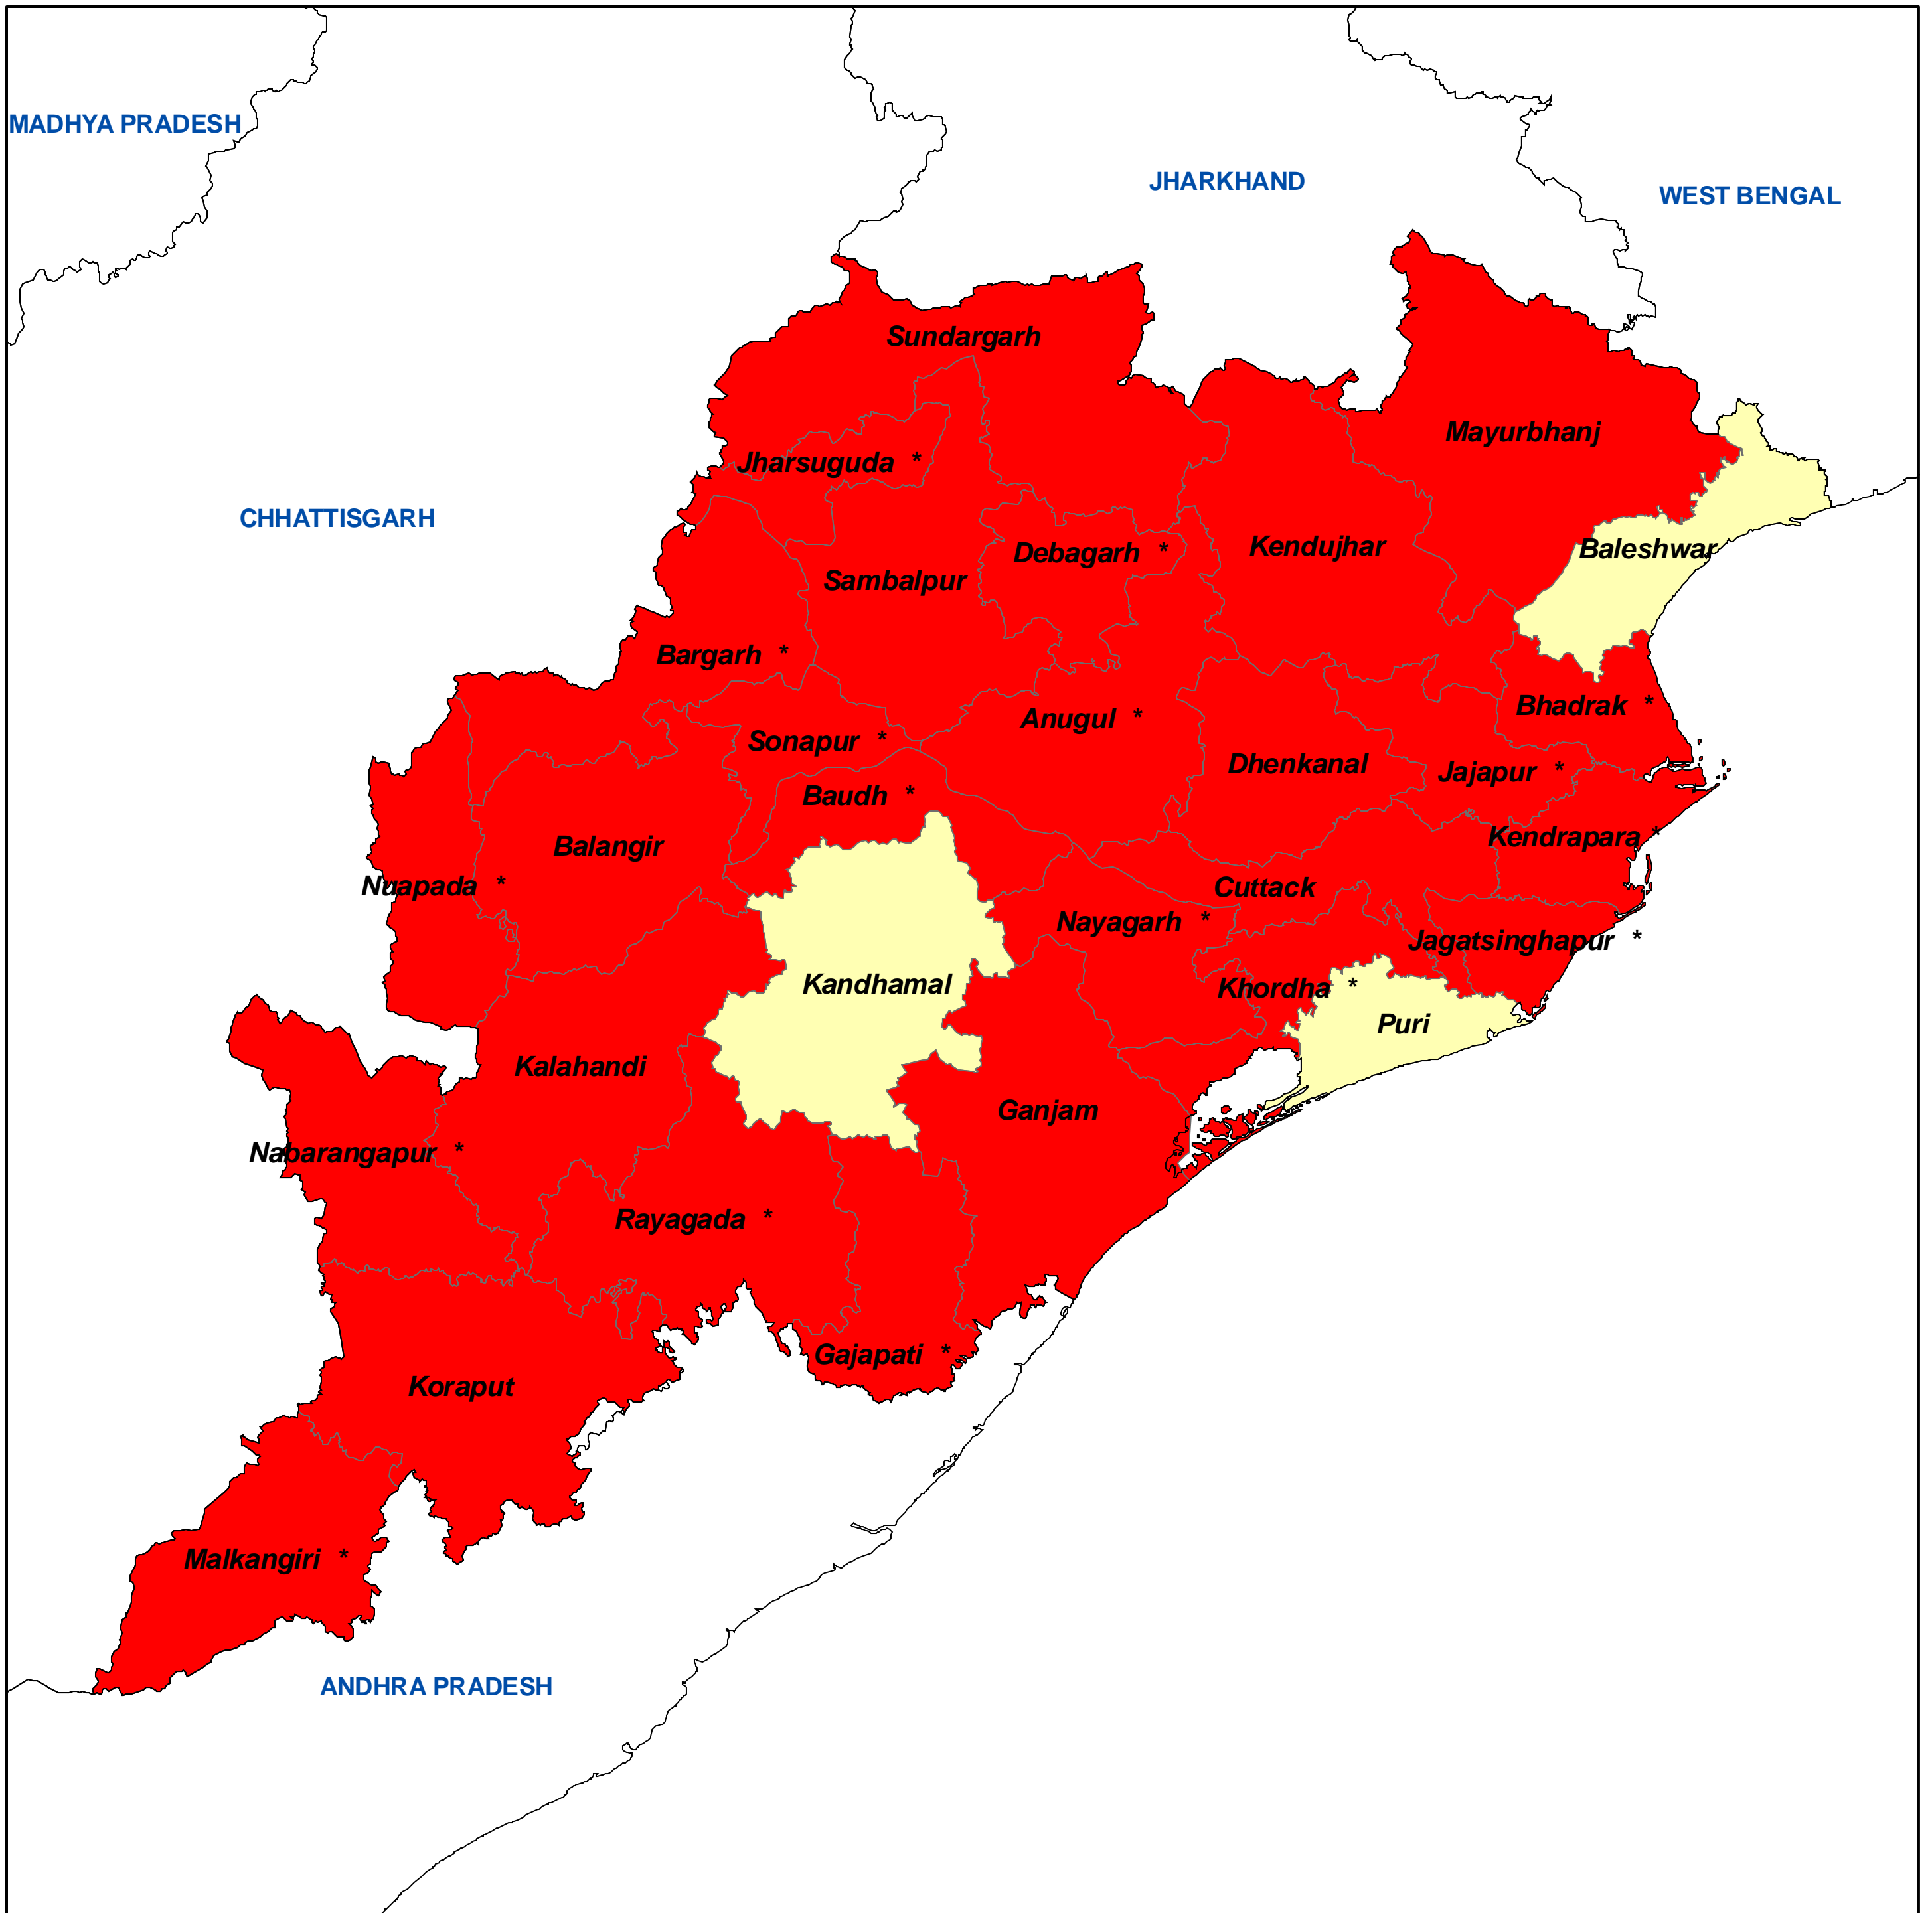 MADHYA PRADESH
JHARKHAND
WEST BENGAL
Sundargarh
Mayurbhanj
Jharsuguda *
CHHATTISGARH
Debagarh *
Kendujhar
Baleshwar
Sambalpur
Bargarh *
Bhadrak *
Anugul *
Sonapur *
Dhenkanal
Jajapur *
Baudh *
Kendrapara *
Balangir
Nuapada *
Cuttack
Nayagarh *
Jagatsinghapur *
Kandhamal
Khordha *
Puri
Kalahandi
Ganjam
Nabarangapur *
Rayagada *
Gajapati *
Koraput
Malkangiri *
ANDHRA PRADESH